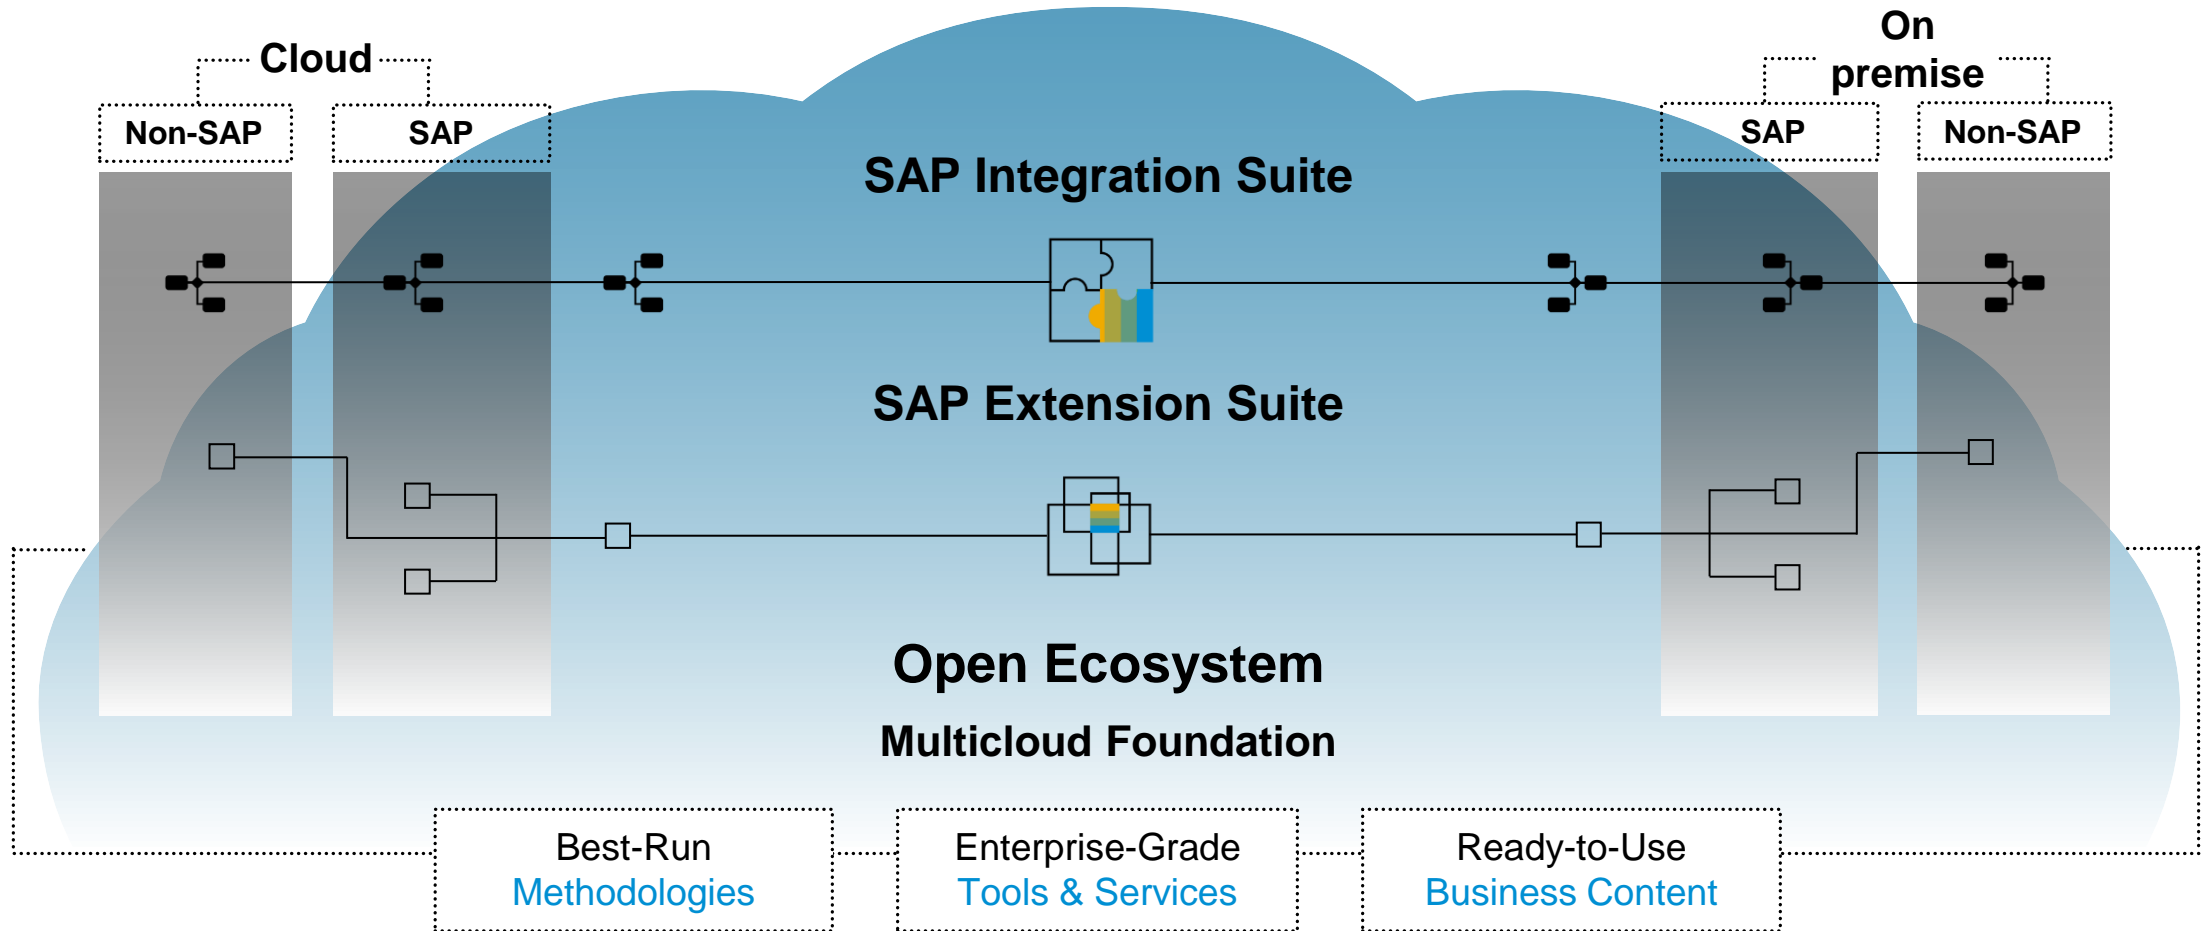 Cloud
On
premise
Non-SAP
SAP
SAP
Non-SAP
SAP Integration Suite
SAP Extension Suite
Open Ecosystem
Multicloud Foundation
Best-Run
Methodologies
Enterprise-Grade
Tools & Services
Ready-to-Use
Business Content